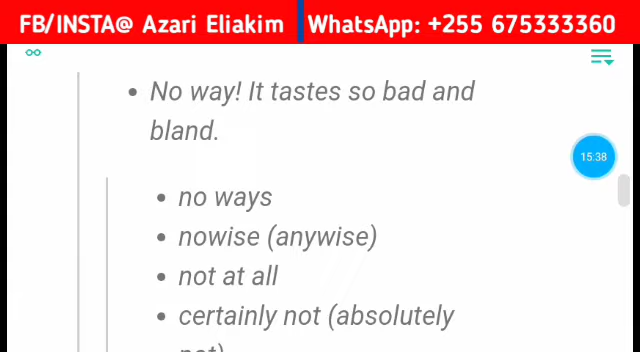 FB/INSTA@ Azari Eliakim WhatsApp: +255 675333360
• No way! It tastes so bad and
bland.
15:38
• no ways
• nowise (anywise)
• not at all
• certainly not (absolutely
not)